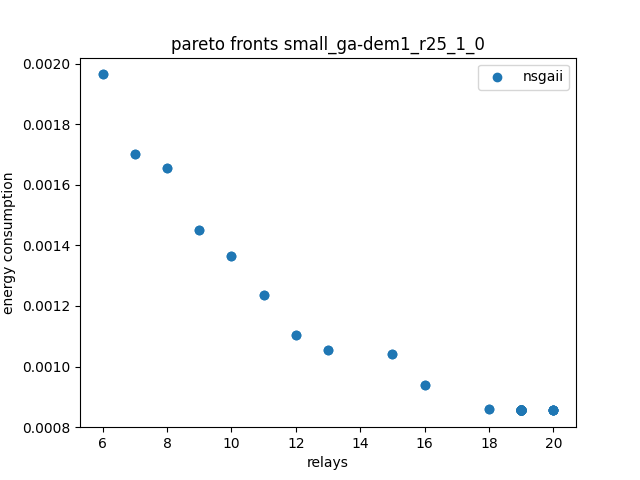 pareto fronts small_ga-dem1_r25_1_0
nsgaii
energy consumption
0.0020
0.0018
0.0016
0.0014
0.0012
0.0010
0.0008
6 8 10 12 14 16 18 20
relays